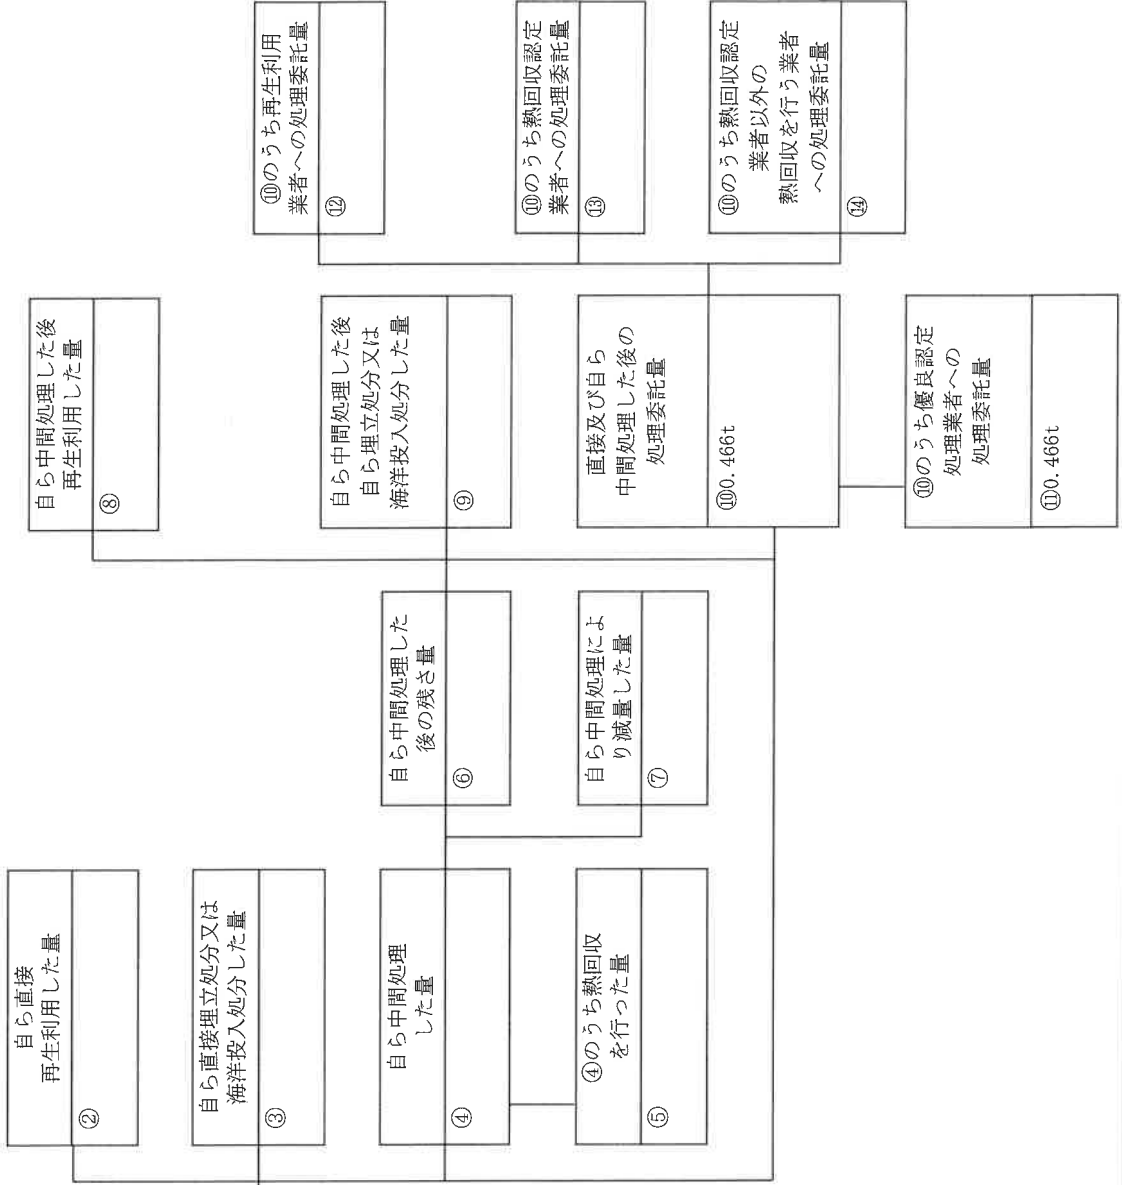 自ら直接
再生利用した量
②
自ら直接埋立処分又は
海洋投入処分した量
③
自ら中間処理
した量
④
④のうち熱回収
を行った量
⑤
自ら中間処理した
後の残さ量
⑥
自ら中間処理によ
り減量した量
⑦
自ら中間処理した後
再生利用した量
⑧
自ら中間処理した後
自ら埋立処分又は
海洋投入処分した量
⑨
直接及び自ら
中間処理した後の
処理委託量
⑩0.466t
⑩のうち優良認定
処理業者への
処理委託量
⑪0.466t
⑩のうち再生利用
業者への処理委託量
⑫
⑩のうち熱回収認定
業者への処理委託量
⑬
⑩のうち熱回収認定
業者以外の
熱回収を行う業者
への処理委託量
⑭